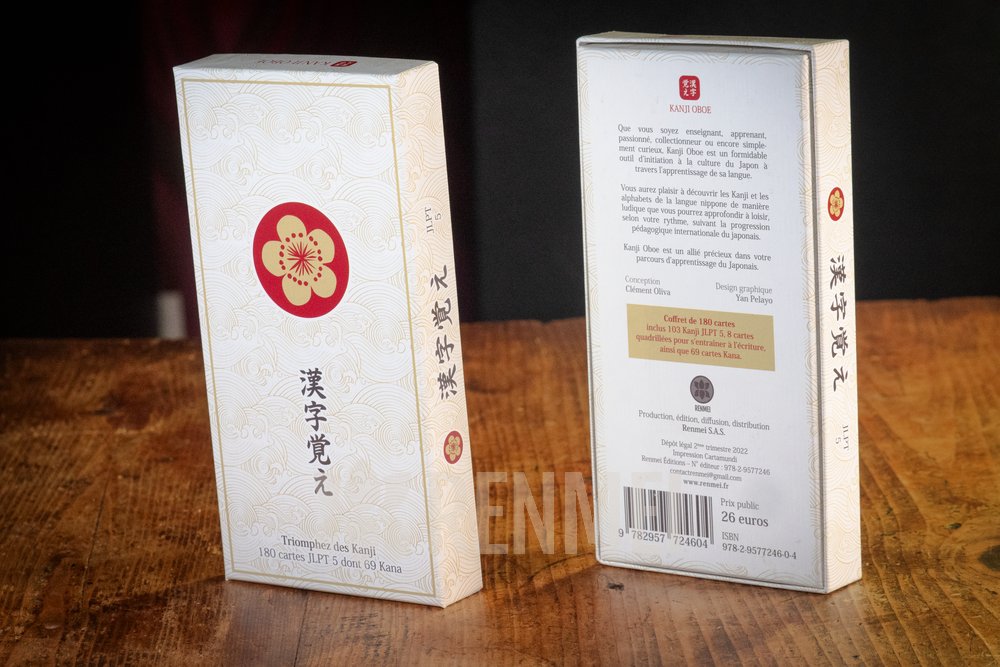 KANJI OBOE
漢字覚え
Triomphez des Kanji
180 cartes JLPT 5 dont 69 Kana
JLPT
5
漢字覚え
漢字
覚え
KANJI OBOE
Que vous soyez enseignant, apprenant,
passionné, collectionneur ou encore simple-
ment curieux, Kanji Oboe est un formidable
outil d'initiation à la culture du Japon à
travers l'apprentissage de sa langue.
Vous aurez plaisir à découvrir les Kanji et les
alphabets de la langue nippone de manière
ludique que vous pourrez approfondir à loisir,
selon votre rythme, suivant la progression
pédagogique internationale du japonais.
Kanji Oboe est un allié précieux dans votre
parcours d'apprentissage du Japonais.
Conception
Clément Oliva
Design graphique
Yan Pelayo
Coffret de 180 cartes
inclus 103 Kanji JLPT 5, 8 cartes
quadrillées pour s'entraîner à l'écriture,
ainsi que 69 cartes Kana.
RENMEI
Production, édition, diffusion, distribution
Renmei S.A.S.
Dépôt légal 2ème trimestre 2022
Impression Cartamundi
Renmei Éditions – N° éditeur : 978-2-9577246
contactrenmei@gmail.com
www.renmei.fr
9 782957 724604
Prix public
26 euros
ISBN
978-2-9577246-0-4
漢字覚え
JLPT
5
RENMEI